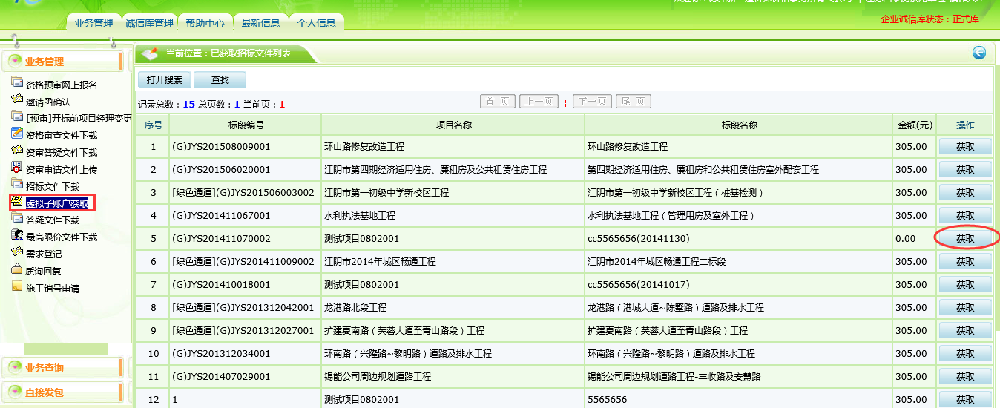 业务管理 诚信库管理 帮助中心 最新信息 个人信息
企业诚信库状态：正式库
业务管理
资格预审网上报名
邀请函确认
[预审]开标前项目经理变更
资格审查文件下载
资审答疑文件下载
资审申请文件上传
招标文件下载
虚拟子账户获取
答疑文件下载
最高限价文件下载
需求登记
质询回复
施工销号申请
业务查询
直接发包
当前位置：已获取招标文件列表
打开搜索 查找
记录总数：15 总页数：1 当前页：1 首 页 上一页 下一页 尾 页
序号 标段编号 项目名称 标段名称 金额(元) 操作
1 (G)JYS201508009001 环山路修复改造工程 环山路修复改造工程 305.00 获取
2 (G)JYS201506020001 江阴市第四期经济适用住房、廉租房及公共租赁住房工程 第四期经济适用住房、廉租房和公共租赁住房室外配套工程 305.00 获取
3 [绿色通道](G)JYS201506003002 江阴市第一初级中学新校区工程 江阴市第一初级中学新校区工程（桩基检测） 305.00 获取
4 (G)JYS201411067001 水利执法基地工程 水利执法基地工程（管理用房及室外工程） 305.00 获取
5 (G)JYS201411070002 测试项目0802001 cc5565656(20141130) 0.00 获取
6 [绿色通道](G)JYS201411009002 江阴市2014年城区畅通工程 江阴市2014年城区畅通工程二标段 305.00 获取
7 (G)JYS201410018001 测试项目0802001 cc5565656(20141017) 305.00 获取
8 [绿色通道](G)JYS201312042001 龙港路北段工程 龙港路（港城大道~陈墅路）道路及排水工程 305.00 获取
9 [绿色通道](G)JYS201312027001 扩建夏南路（芙蓉大道至青山路段）工程 扩建夏南路（芙蓉大道至青山路段）工程 305.00 获取
10 (G)JYS201312034001 环南路（兴隆路~黎明路）道路及排水工程 环南路（兴隆路~黎明路）道路及排水工程 305.00 获取
11 (G)JYS201407029001 锡能公司周边规划道路工程 锡能公司周边规划道路工程-丰收路及安慧路 305.00 获取
12 1 测试项目0802001 5565656 305.00 获取